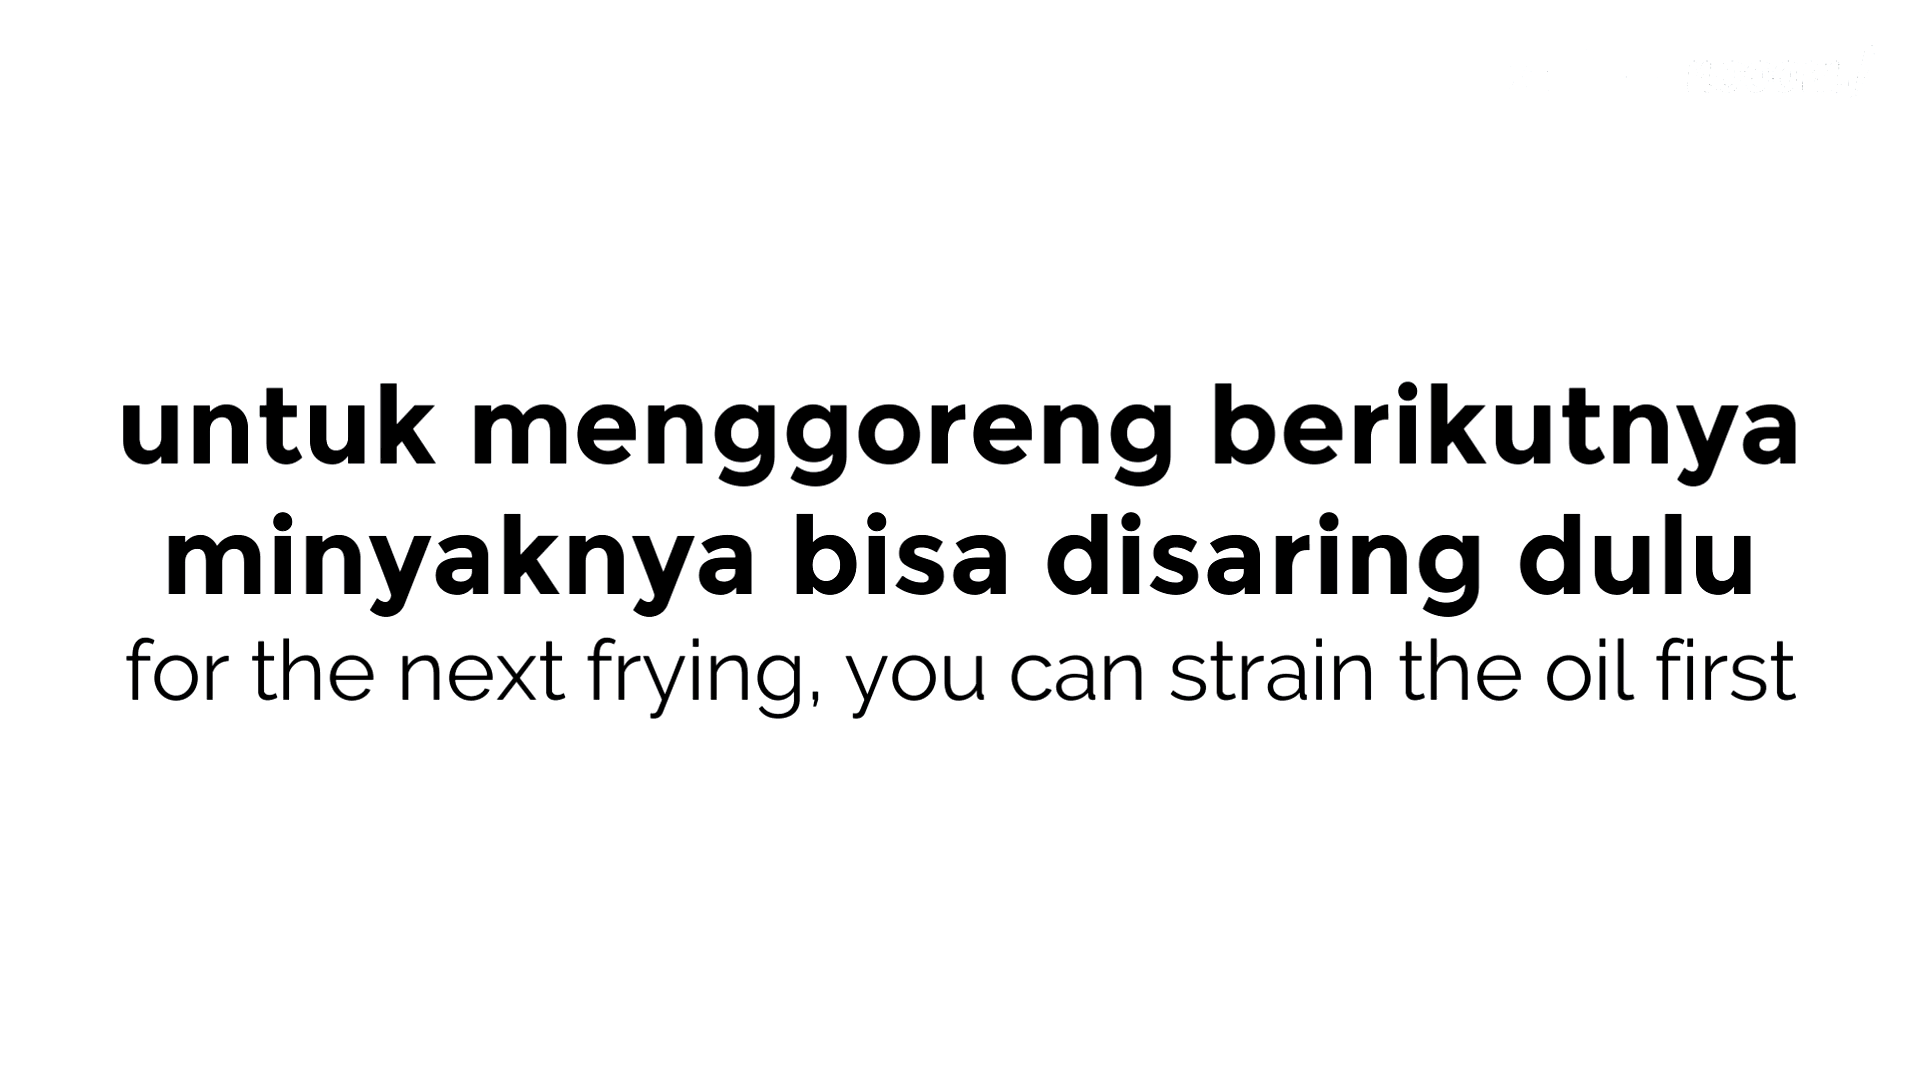 untuk menggoreng berikutnya
minyaknya bisa disaring dulu
for the next frying, you can strain the oil first